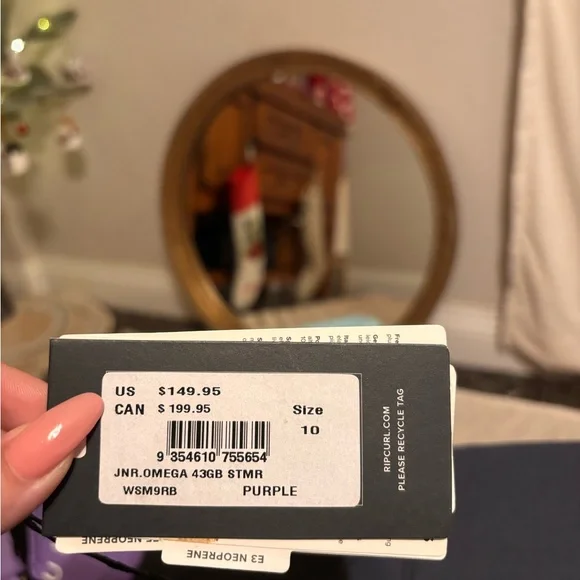 US $149.95
CAN $ 199.95
Size
10
9 354610 755654
JNR.OMEGA 43GB STMR
WSM9RB PURPLE
RIPCURL.COM
PLEASE RECYCLE TAG
E3 NEOPRENE
NEOPRENE